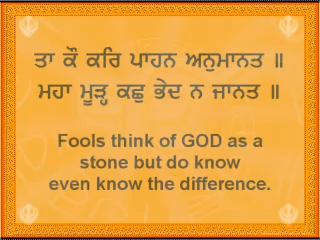 ਤਾ ਕੌ ਕਰਿ ਪਾਹਨ ਅਨੁਮਾਨਤ ॥
ਮਹਾ ਮੂੜ੍ਹ ਕਛੁ ਭੇਦ ਨ ਜਾਨਤ ॥
Fools think of GOD as a
stone but do know
even know the difference.